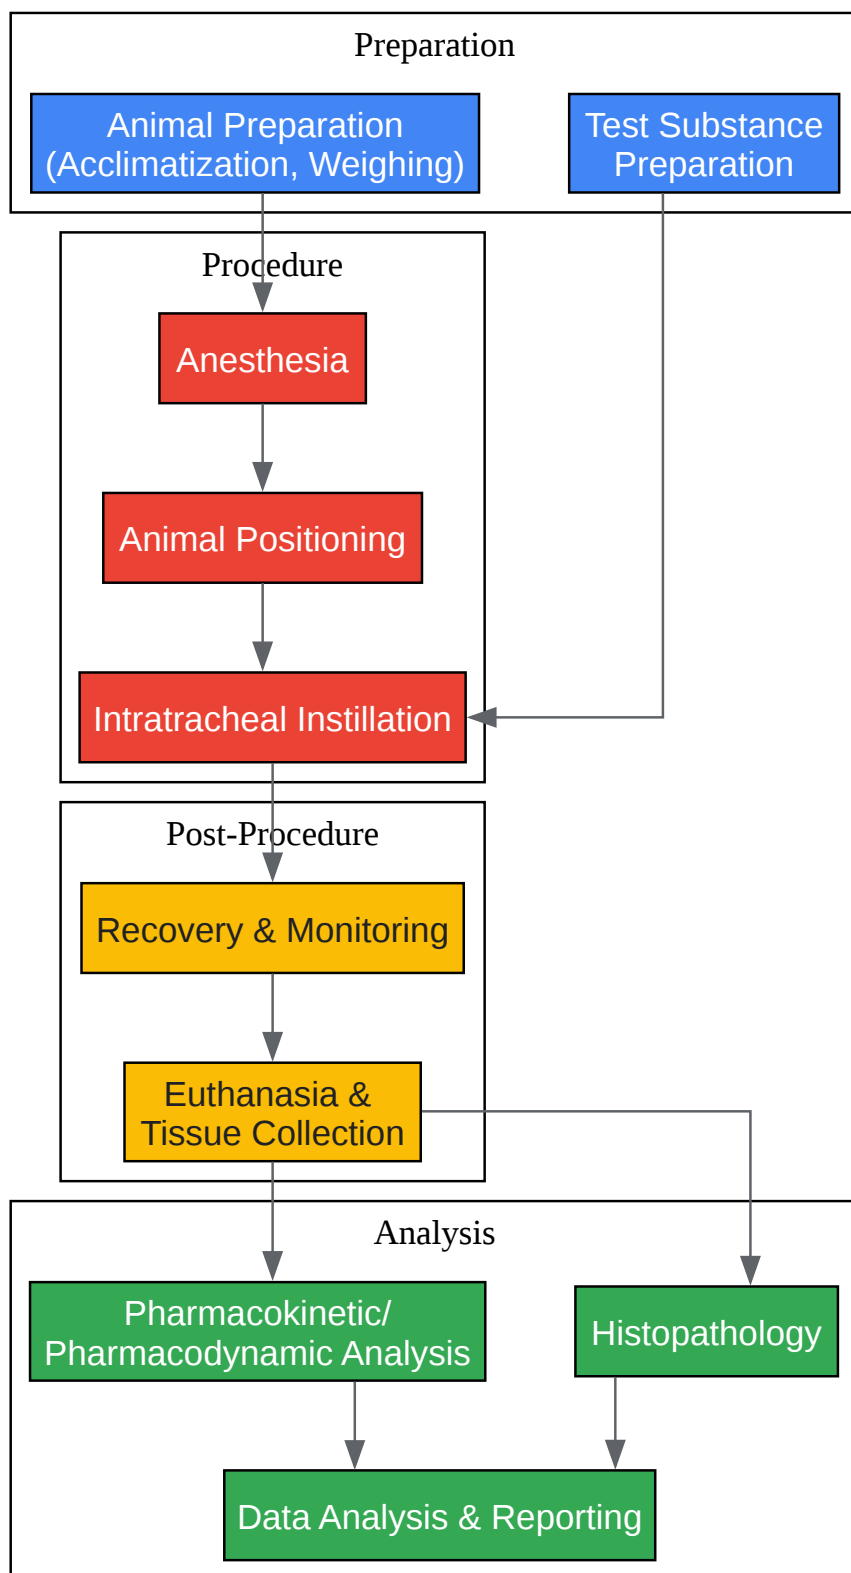 Preparation
Animal Preparation
(Acclimatization, Weighing)
Test Substance
Preparation
Procedure
Anesthesia
Animal Positioning
Intratracheal Instillation
Post-Procedure
Recovery & Monitoring
Euthanasia &
Tissue Collection
Analysis
Pharmacokinetic/
Pharmacodynamic Analysis
Histopathology
Data Analysis & Reporting